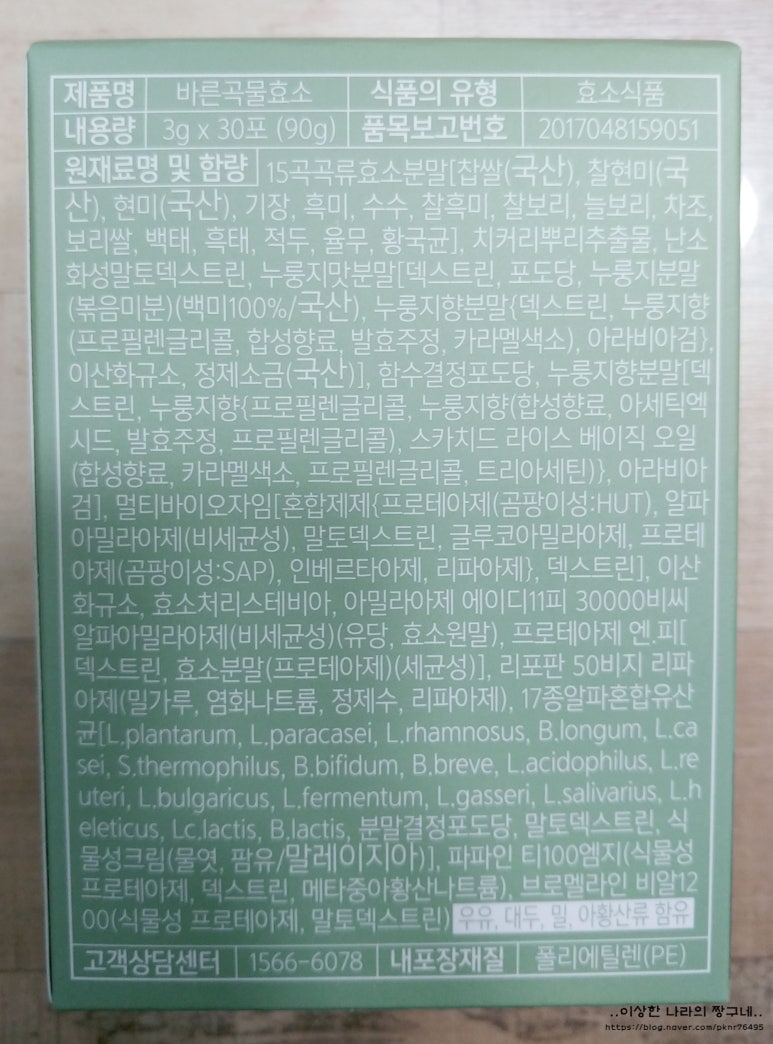 제품명 바른곡물효소 식품의 유형 효소식품
내용량 3g x 30포 (90g) 품목보고번호 2017048159051
원재료명 및 함량 15곡곡류효소분말[찹쌀(국산), 찰현미(국
산), 현미(국산), 기장, 흑미, 수수, 찰흑미, 찰보리, 늘보리, 차조,
보리쌀, 백태, 흑태, 적두, 율무, 황국균], 치커리뿌리추출물, 난소
화성말토덱스트린, 누룽지맛분말[덱스트린, 포도당, 누룽지분말
(볶음미분)(백미100%/국산), 누룽지향분말{덱스트린, 누룽지향
(프로필렌글리콜, 합성향료, 발효주정, 카라멜색소), 아라비아검},
이산화규소, 정제소금(국산)], 함수결정포도당, 누룽지향분말[덱
스트린, 누룽지향{프로필렌글리콜, 누룽지향(합성향료, 아세틱엑
시드, 발효주정, 프로필렌글리콜), 스카치드 라이스 베이직 오일
(합성향료, 카라멜색소, 프로필렌글리콜, 트리아세틴)}, 아라비아
검], 멀티바이오자임[혼합제제{프로테아제(곰팡이성:HUT), 알파
아밀라아제(비세균성), 말토덱스트린, 글루코아밀라아제, 프로테
아제(곰팡이성:SAP), 인베르타아제, 리파아제}, 덱스트린], 이산
화규소, 효소처리스테비아, 아밀라아제 에이디11피 30000비씨
알파아밀라아제(비세균성)(유당, 효소원말), 프로테아제 엔.피[
덱스트린, 효소분말(프로테아제)(세균성)], 리포판 50비지 리파
아제(밀가루, 염화나트륨, 정제수, 리파아제), 17종알파혼합유산
균[L.plantarum, L.paracasei, L.rhamnosus, B.longum, L.ca
sei, S.thermophilus, B.bifidum, B.breve, L.acidophilus, L.re
uteri, L.bulgaricus, L.fermentum, L.gasseri, L.salivarius, L.h
eleticus, Lc.lactis, B.lactis, 분말결정포도당, 말토덱스트린, 식
물성크림(물엿, 팜유/말레이지아)], 파파인 티100엠지(식물성
프로테아제, 덱스트린, 메타중아황산나트륨), 브로멜라인 비알12
00(식물성 프로테아제, 말토덱스트린) 우유, 대두, 밀, 아황산류 함유
고객상담센터 1566-6078 내포장재질 폴리에틸렌(PE)
..이상한 나라의 짱구네..
https://blog.naver.com/pknr76495